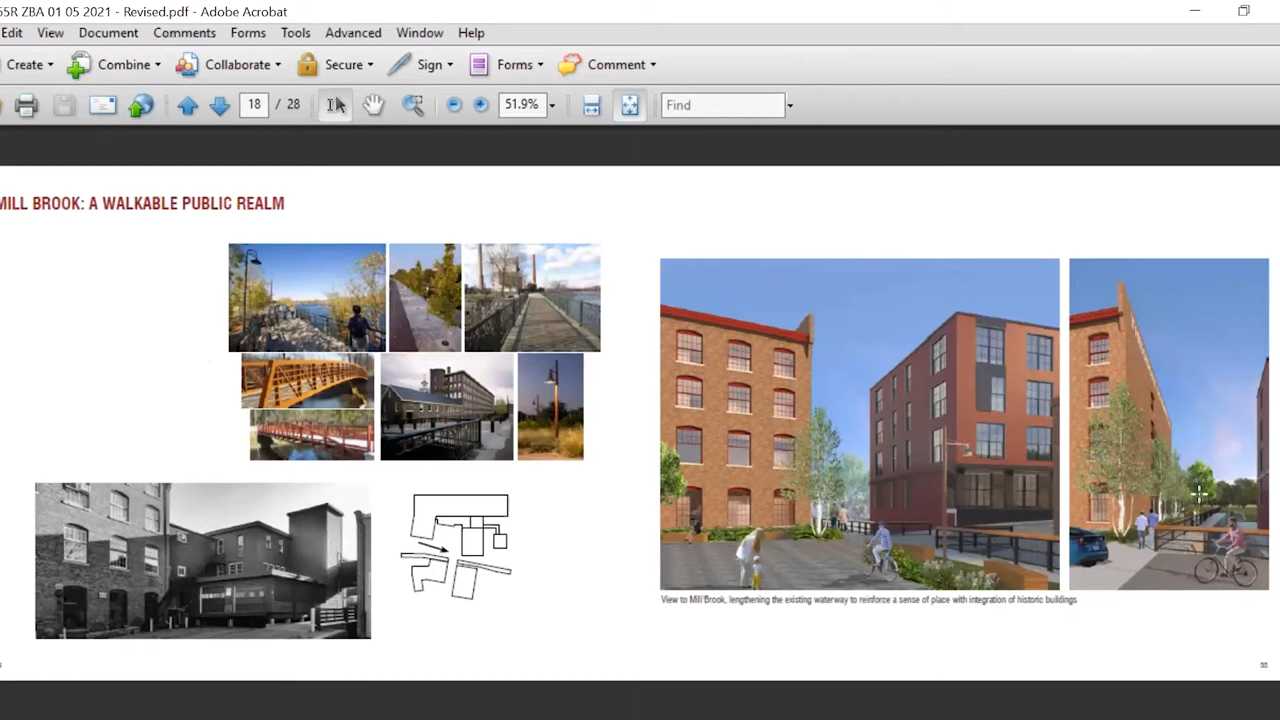 55R ZBA 01 05 2021 - Revised.pdf - Adobe Acrobat
Edit View Document Comments Forms Tools Advanced Window Help
Create Combine Collaborate Secure Sign Forms Comment
18 / 28 51.9% Find
MILL BROOK: A WALKABLE PUBLIC REALM
View to Mill Brook, lengthening the existing waterway to reinforce a sense of place with integration of historic buildings